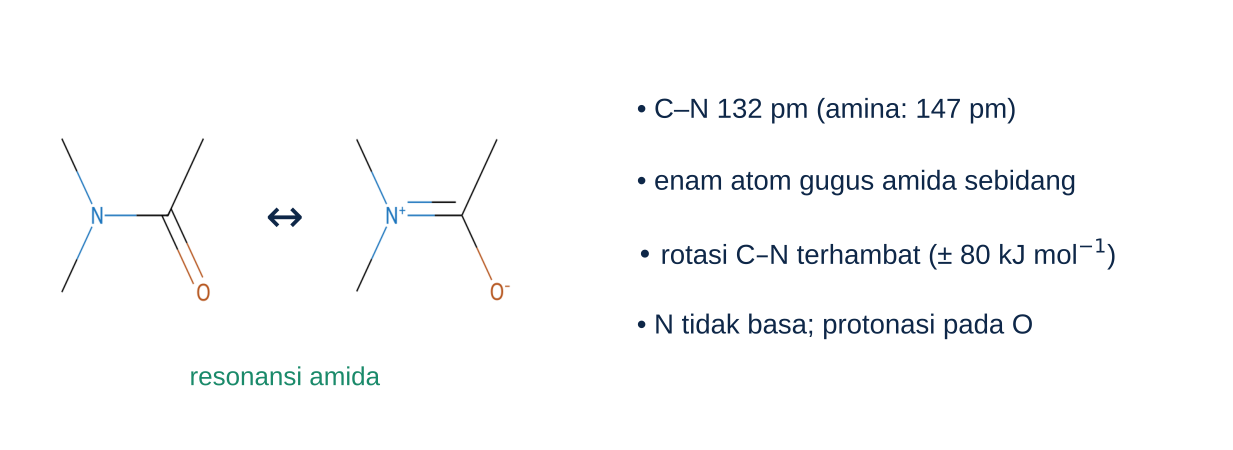 N
O
↔
N⁺
O⁻
resonansi amida
• C–N 132 pm (amina: 147 pm)
• enam atom gugus amida sebidang
• rotasi C–N terhambat (± 80 kJ mol⁻¹)
• N tidak basa; protonasi pada O